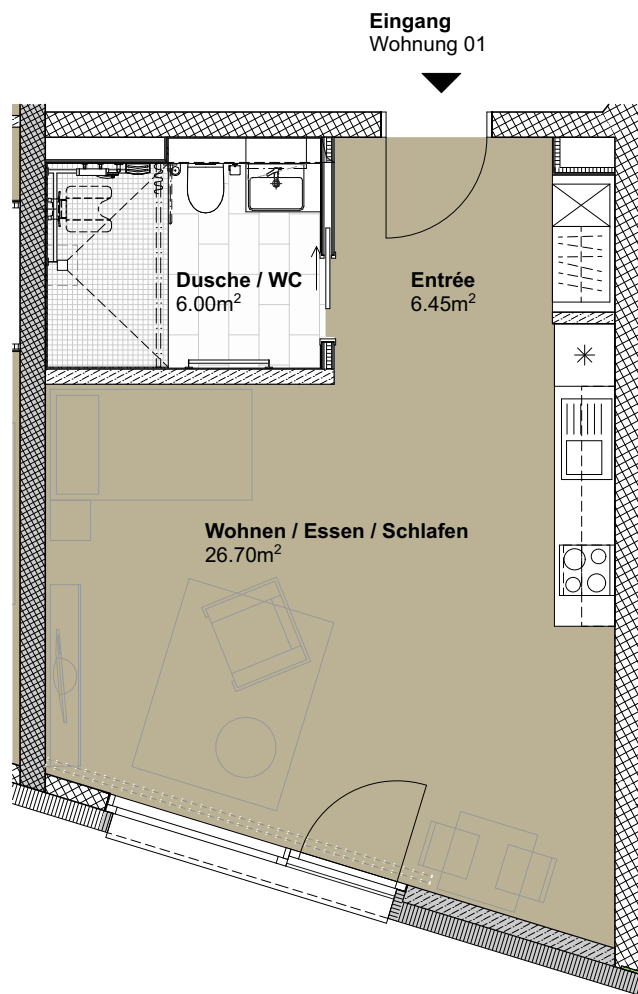 Eingang
Wohnung 01
Dusche / WC
6.00m²
Entrée
6.45m²
Wohnen / Essen / Schlafen
26.70m²